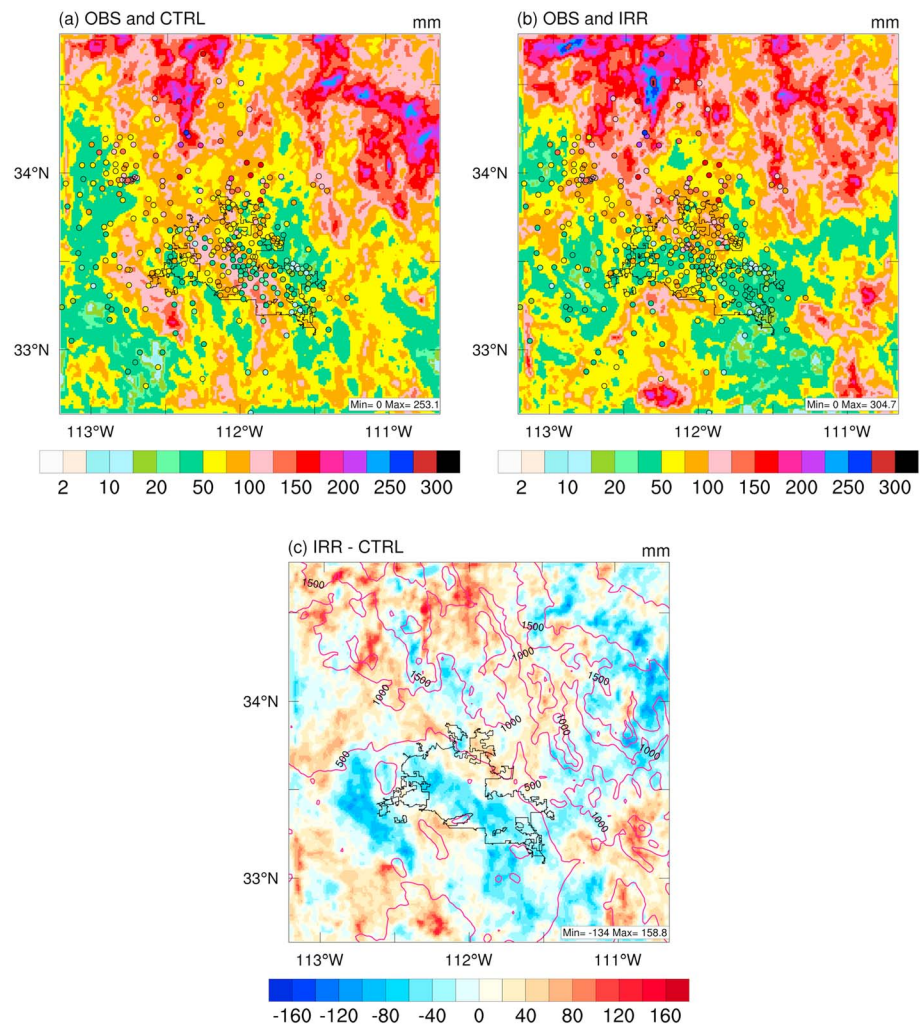 (a) OBS and CTRL mm
(b) OBS and IRR mm
34°N
33°N
Min= 0 Max= 253.1
113°W 112°W 111°W
2 10 20 50 100 150 200 250 300
34°N
33°N
Min= 0 Max= 304.7
113°W 112°W 111°W
2 10 20 50 100 150 200 250 300
(c) IRR - CTRL mm
1500
1500
1000
1000
1500
1500
1000
1000
1000
1000
500
500
1000
34°N
33°N
Min= -134 Max= 158.8
113°W 112°W 111°W
-160 -120 -80 -40 0 40 80 120 160